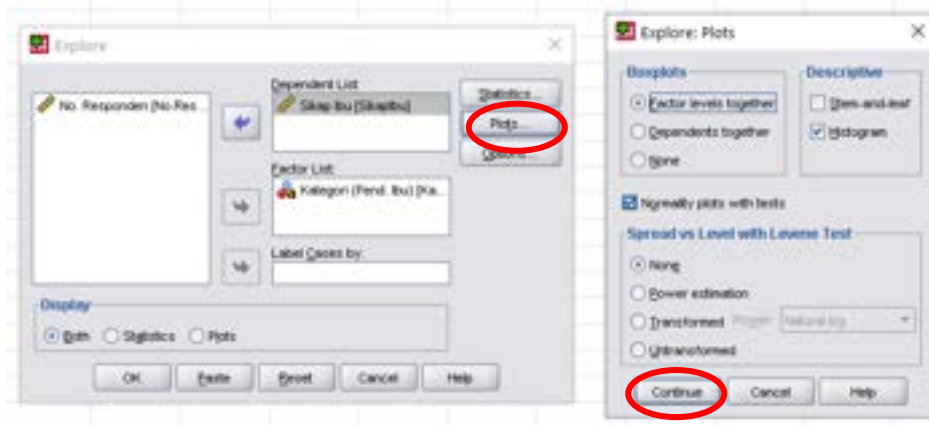 Explore
No. Responden [No.Res...
Dependent List:
Sikap Ibu [SikapIbu]
Factor List:
Kategori (Pend. Ibu) [Ka...
Label Cases by:
Statistics...
Plots...
Options...
Display
Both Statistics Plots
OK Paste Reset Cancel Help
Explore: Plots
Boxplots
Factor levels together
Dependents together
None
Descriptive
Stem-and-leaf
Histogram
Normality plots with tests
Spread vs Level with Levene Test
None
Power estimation
Transformed Power: Natural log
Untransformed
Continue Cancel Help